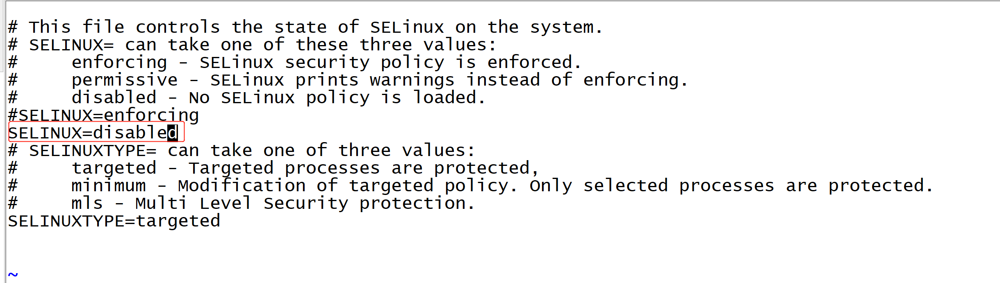 # This file controls the state of SELinux on the system.
# SELINUX= can take one of these three values:
#     enforcing - SELinux security policy is enforced.
#     permissive - SELinux prints warnings instead of enforcing.
#     disabled - No SELinux policy is loaded.
#SELINUX=enforcing
SELINUX=disabled
# SELINUXTYPE= can take one of three values:
#     targeted - Targeted processes are protected,
#     minimum - Modification of targeted policy. Only selected processes are protected.
#     mls - Multi Level Security protection.
SELINUXTYPE=targeted
~